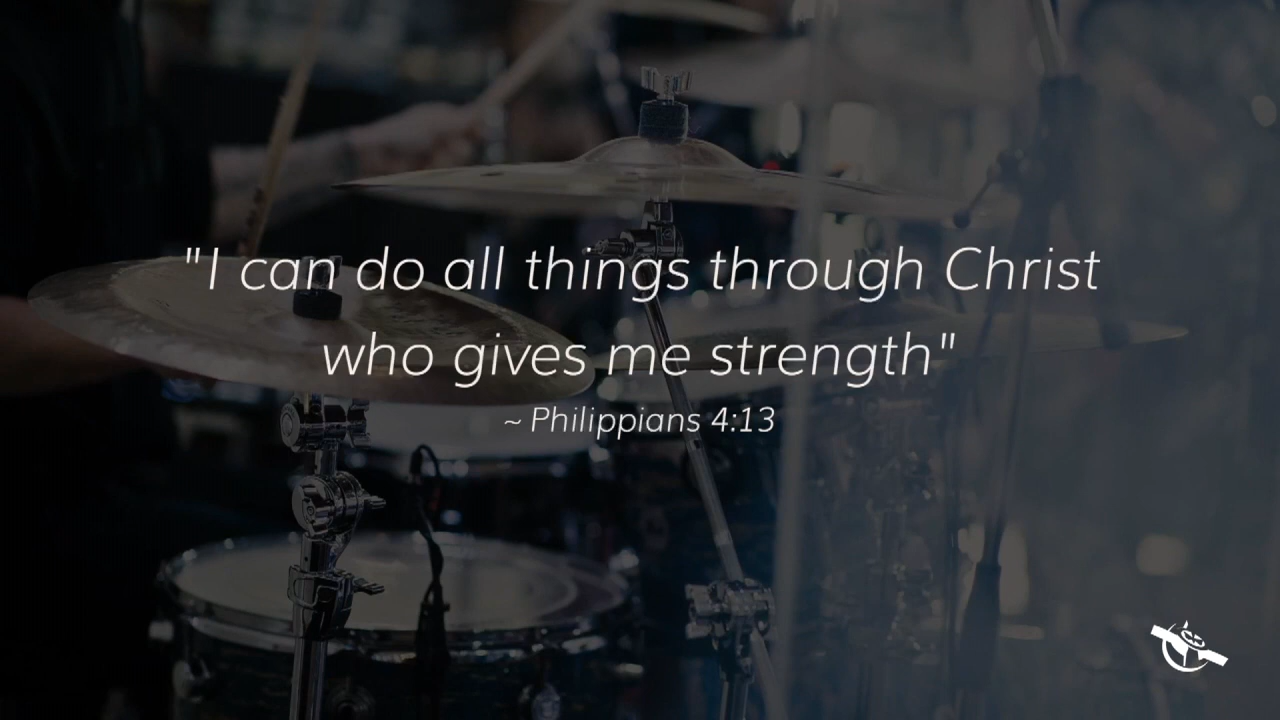 "I can do all things through Christ
who gives me strength"
~ Philippians 4:13